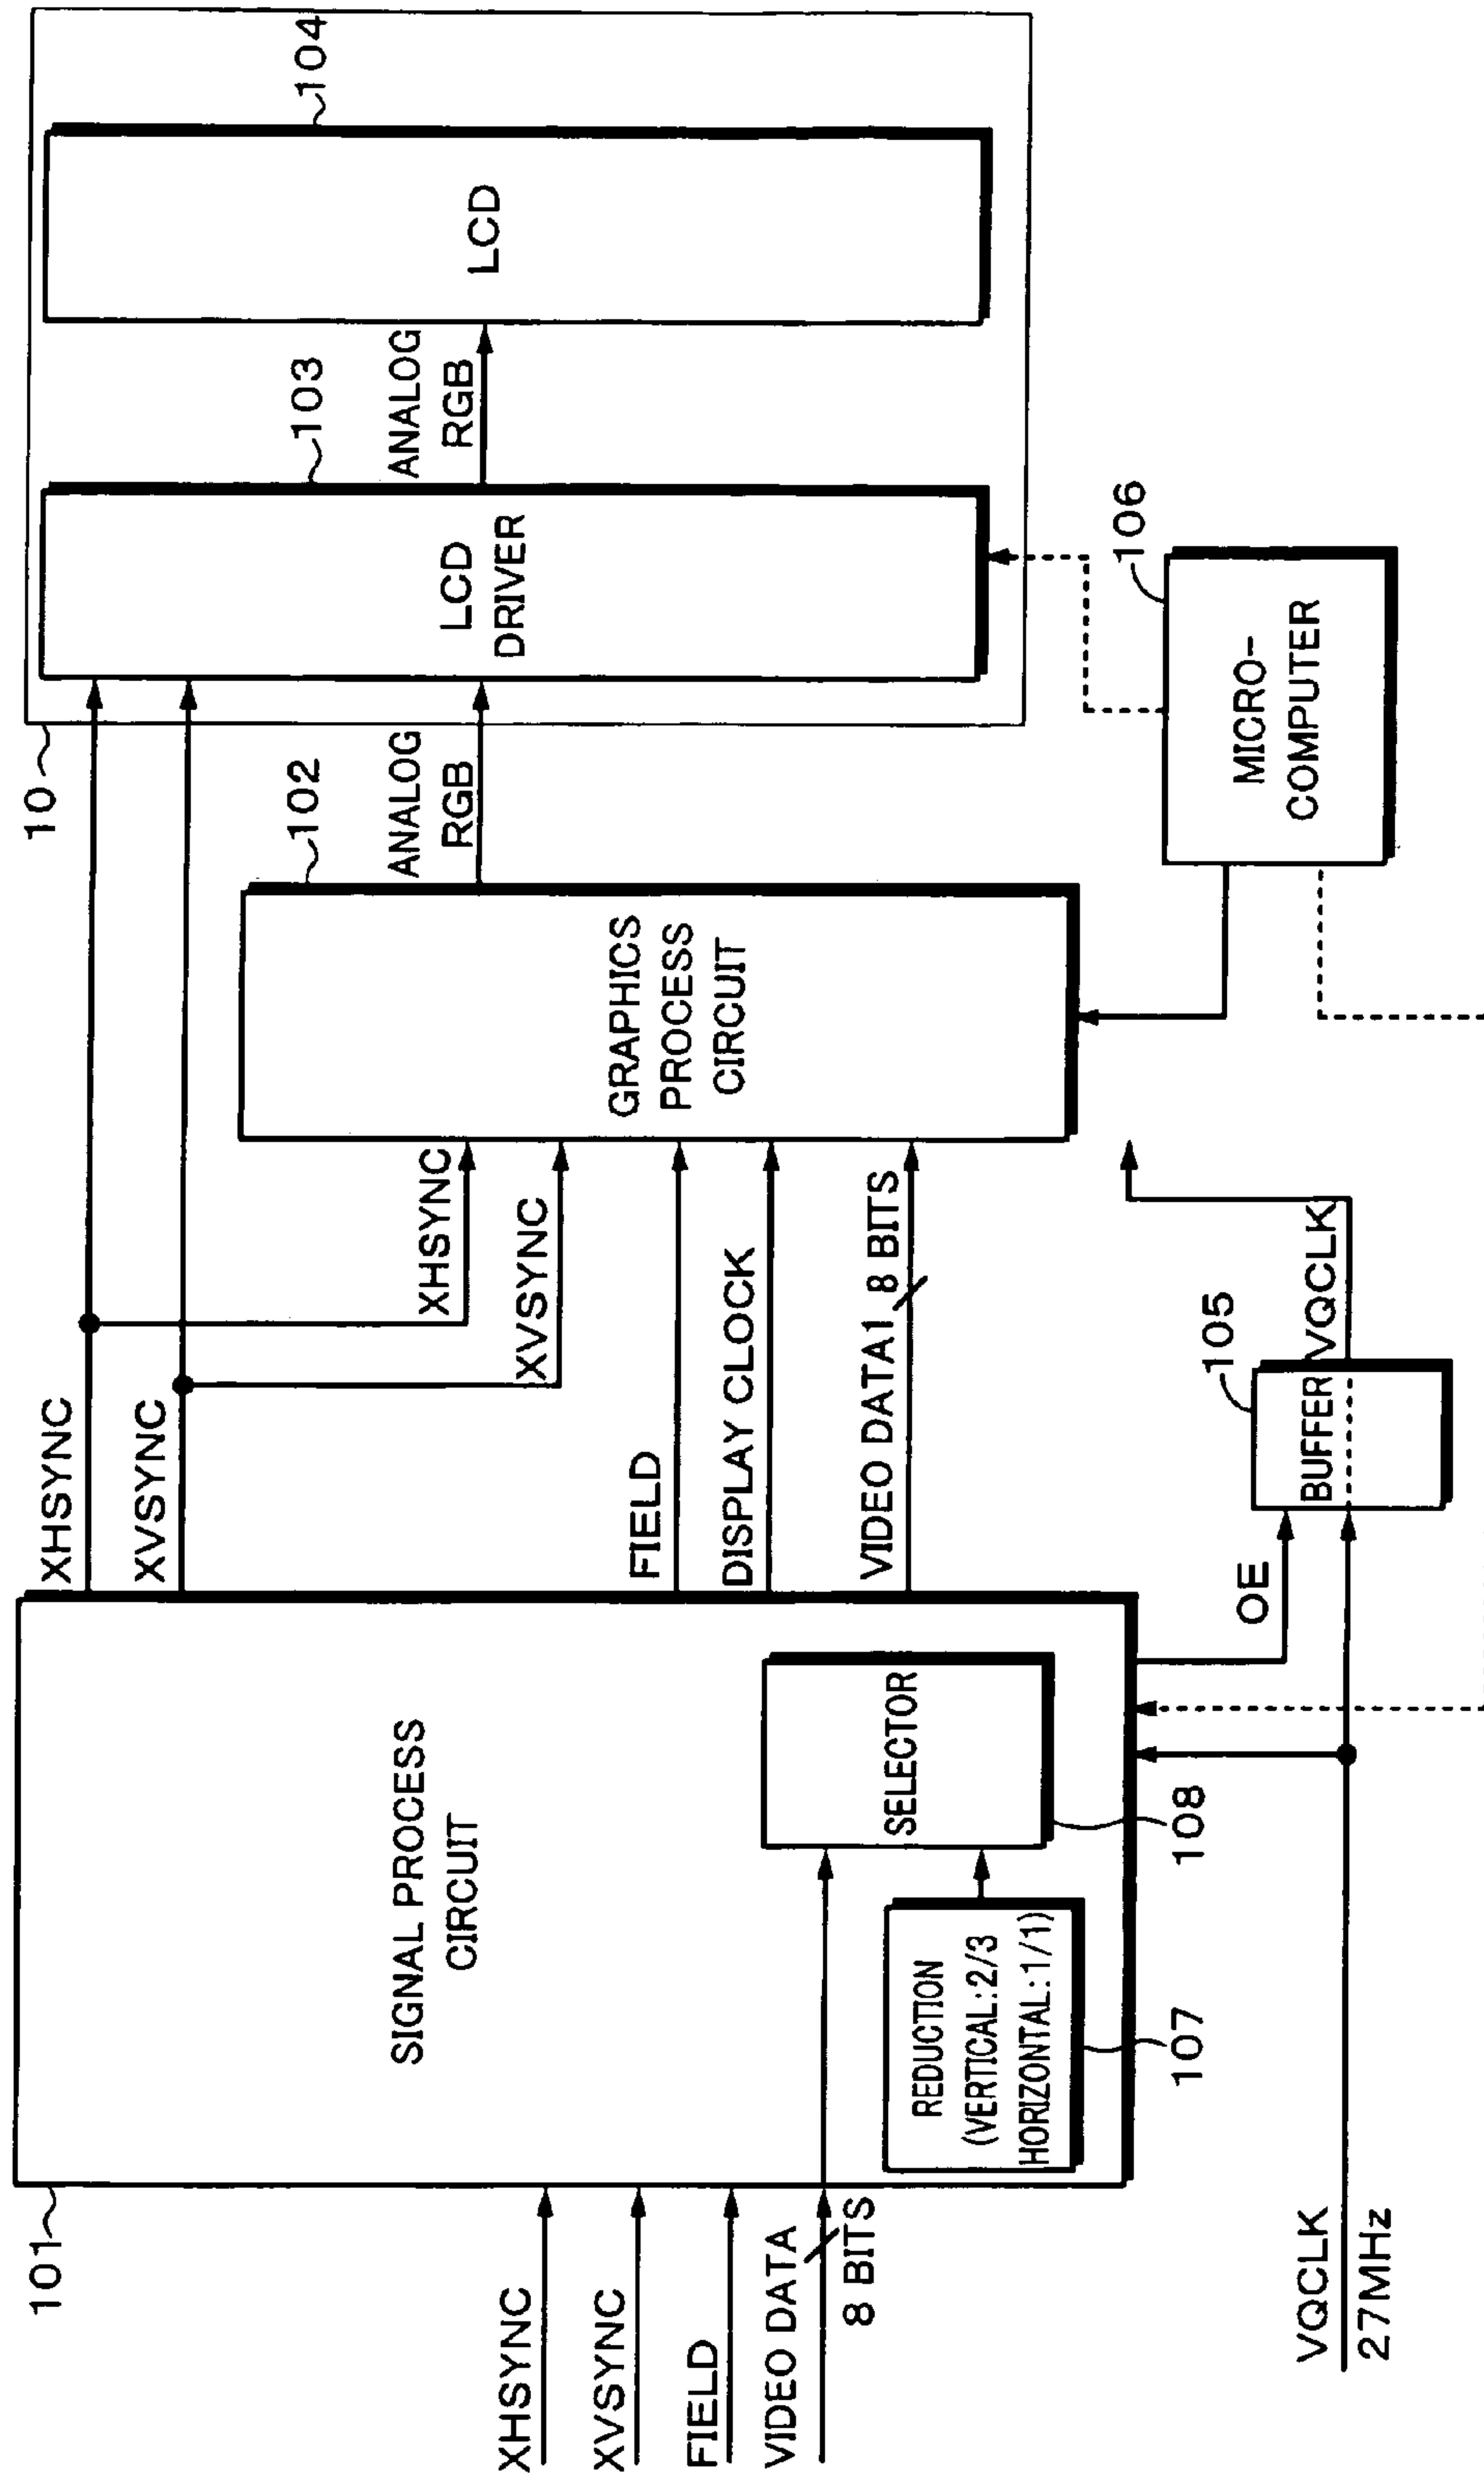 101
SIGNAL PROCESS
CIRCUIT
XHSYNC
XVSYNC
FIELD
VIDEO DATA
8 BITS
REDUCTION
(VERTICAL:2/3
HORIZONTAL:1/1)
107
SELECTOR
108
VQCLK
27MHz
XHSYNC
XVSYNC
FIELD
DISPLAY CLOCK
VIDEO DATA1, 8 BITS
OE
BUFFER
105
VQCLK
XHSYNC
XVSYNC
GRAPHICS
PROCESS
CIRCUIT
102
ANALOG
RGB
10
LCD
DRIVER
103
ANALOG
RGB
LCD
104
MICRO-
COMPUTER
106